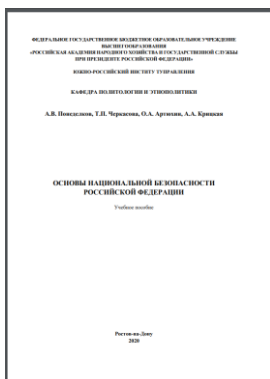 ФЕДЕРАЛЬНОЕ ГОСУДАРСТВЕННОЕ БЮДЖЕТНОЕ ОБРАЗОВАТЕЛЬНОЕ УЧРЕЖДЕНИЕ
ВЫСШЕГО ОБРАЗОВАНИЯ
«РОССИЙСКАЯ АКАДЕМИЯ НАРОДНОГО ХОЗЯЙСТВА И ГОСУДАРСТВЕННОЙ СЛУЖБЫ
ПРИ ПРЕЗИДЕНТЕ РОССИЙСКОЙ ФЕДЕРАЦИИ»
ЮЖНО-РОССИЙСКИЙ ИНСТИТУТ УПРАВЛЕНИЯ
КАФЕДРА ПОЛИТОЛОГИИ И ЭТНОПОЛИТИКИ
А.В. Понеделков, Т.П. Черкасова, О.А. Артюхин, А.А. Крицкая
ОСНОВЫ НАЦИОНАЛЬНОЙ БЕЗОПАСНОСТИ
РОССИЙСКОЙ ФЕДЕРАЦИИ
Учебное пособие
Ростов-на-Дону
2020